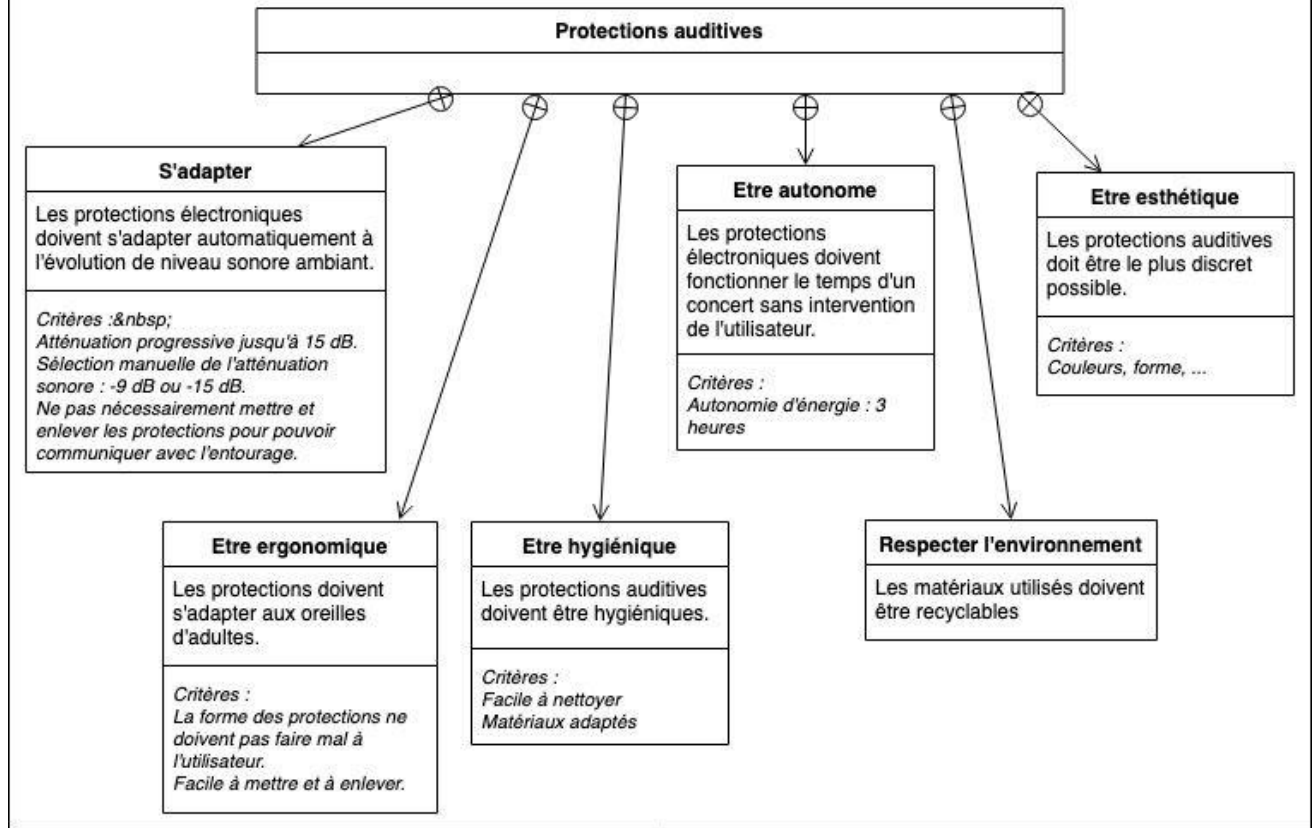 Protections auditives
S'adapter
Les protections électroniques
doivent s'adapter automatiquement à
l'évolution de niveau sonore ambiant.
Critères :&nbsp;
Atténuation progressive jusqu'à 15 dB.
Sélection manuelle de l'atténuation
sonore : -9 dB ou -15 dB.
Ne pas nécessairement mettre et
enlever les protections pour pouvoir
communiquer avec l'entourage.
Etre autonome
Les protections
électroniques doivent
fonctionner le temps d'un
concert sans intervention
de l'utilisateur.
Critères :
Autonomie d'énergie : 3
heures
Etre esthétique
Les protections auditives
doit être le plus discret
possible.
Critères :
Couleurs, forme, ...
Etre ergonomique
Les protections doivent
s'adapter aux oreilles
d'adultes.
Critères :
La forme des protections ne
doivent pas faire mal à
l'utilisateur.
Facile à mettre et à enlever.
Etre hygiénique
Les protections auditives
doivent être hygiéniques.
Critères :
Facile à nettoyer
Matériaux adaptés
Respecter l'environnement
Les matériaux utilisés doivent
être recyclables